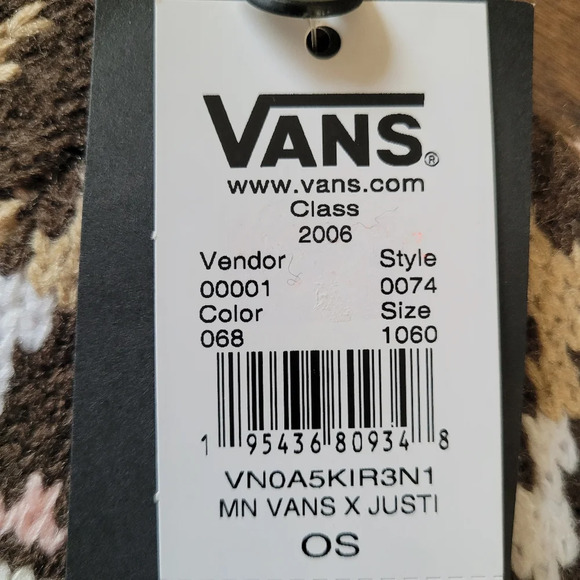 VANS®
www.vans.com
Class
2006
Vendor Style
00001 0074
Color Size
068 1060
1 95436 80934 8
VN0A5KIR3N1
MN VANS X JUSTI
OS